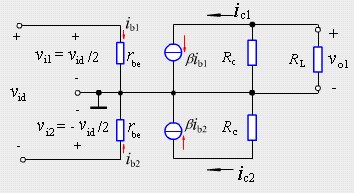 i_b1
i_c1
+ + +
v_i1 = v_id /2
r_be
βi_b1
R_c
R_L
v_o1
v_id
- - -
v_i2 = - v_id /2
r_be
βi_b2
R_c
- +
i_b2
i_c2